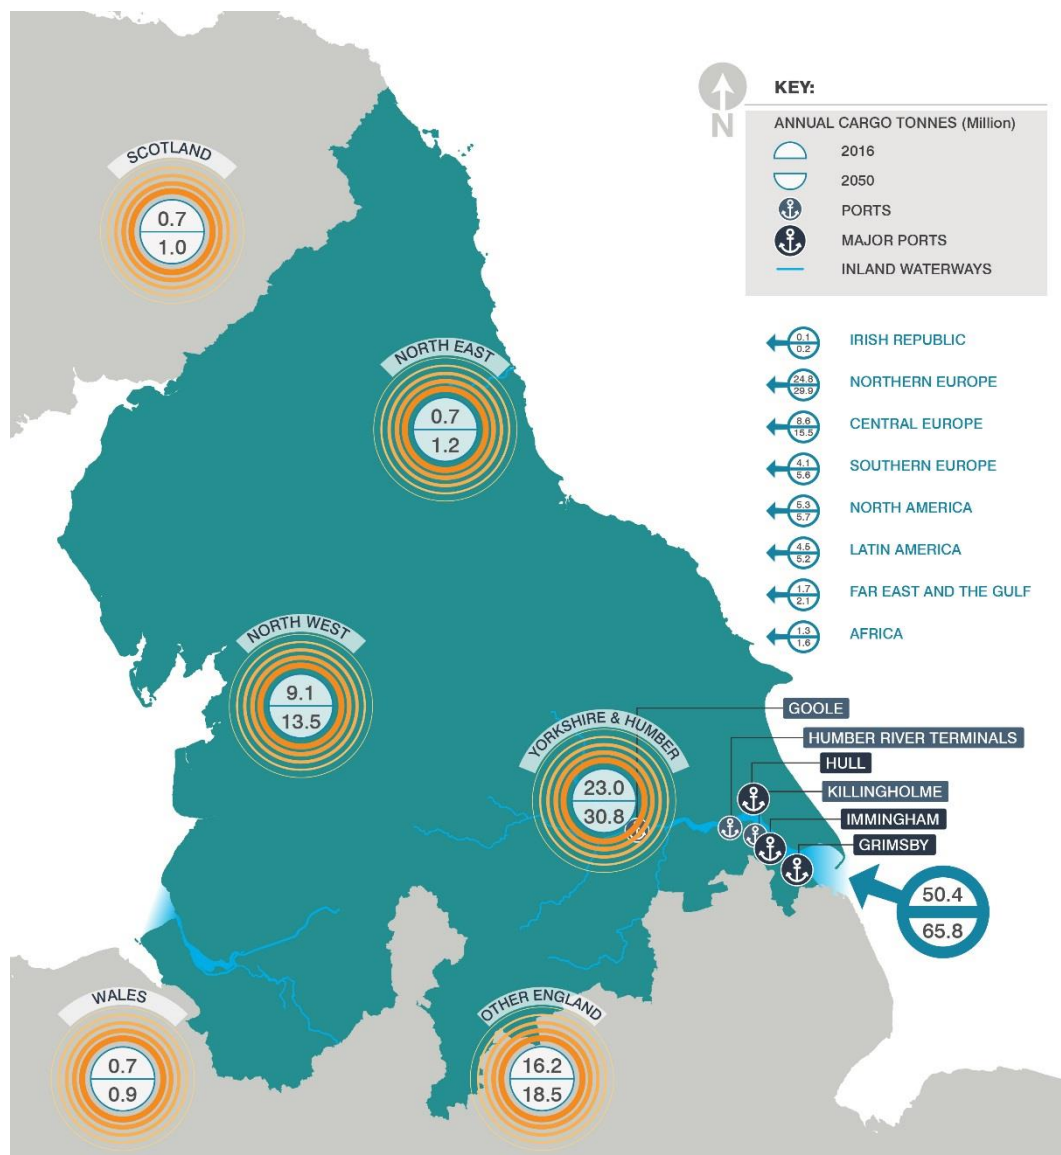 KEY:
N
ANNUAL CARGO TONNES (Million)
2016
2050
PORTS
MAJOR PORTS
INLAND WATERWAYS
SCOTLAND
0.7
1.0
NORTH EAST
0.7
1.2
0.1
0.2
IRISH REPUBLIC
24.8
29.9
NORTHERN EUROPE
8.6
15.5
CENTRAL EUROPE
4.1
5.6
SOUTHERN EUROPE
5.3
5.7
NORTH AMERICA
4.5
5.2
LATIN AMERICA
1.7
2.1
FAR EAST AND THE GULF
1.3
1.6
AFRICA
NORTH WEST
9.1
13.5
YORKSHIRE & HUMBER
23.0
30.8
GOOLE
HUMBER RIVER TERMINALS
HULL
KILLINGHOLME
IMMINGHAM
GRIMSBY
50.4
65.8
WALES
0.7
0.9
OTHER ENGLAND
16.2
18.5